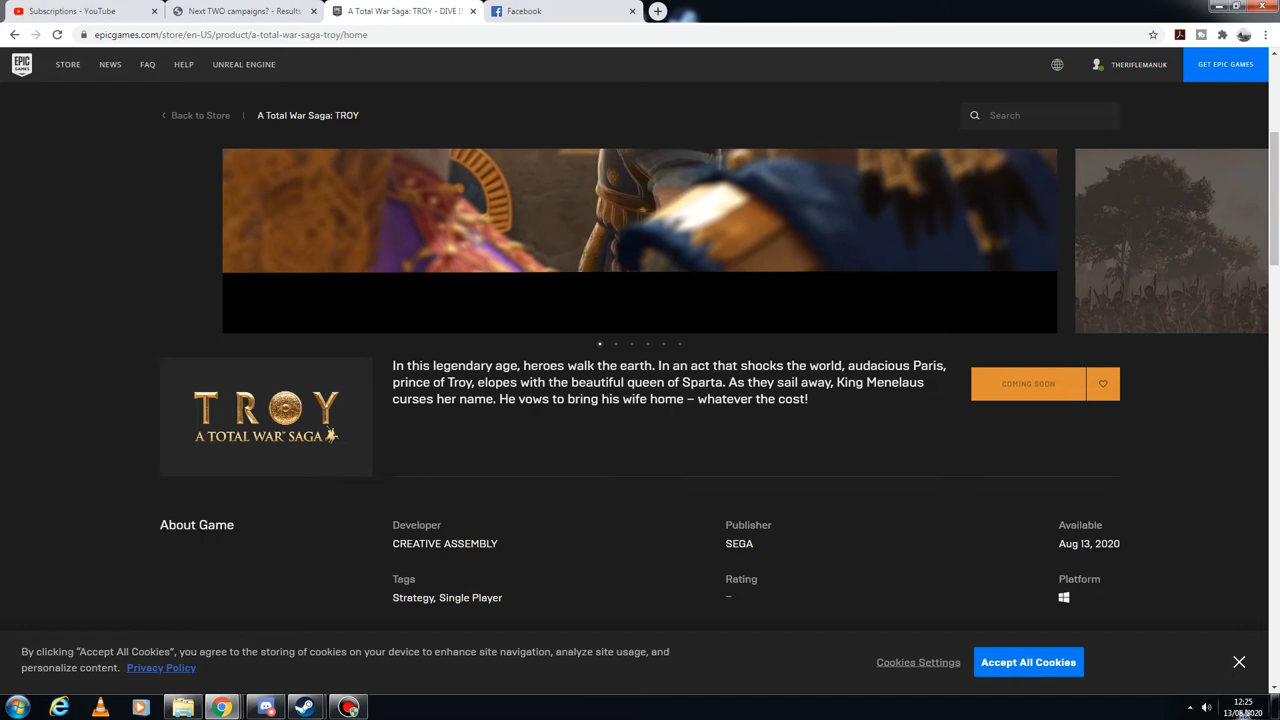 Subscriptions - YouTube
Next TWO campaigns? - Results
A Total War Saga: TROY - DIVE I
Facebook
epicgames.com/store/en-US/product/a-total-war-saga-troy/home
EPIC GAMES
STORE NEWS FAQ HELP UNREAL ENGINE
THERIFLEMANUK
GET EPIC GAMES
Back to Store
A Total War Saga: TROY
Search
TROY
A TOTAL WAR SAGA
In this legendary age, heroes walk the earth. In an act that shocks the world, audacious Paris,
prince of Troy, elopes with the beautiful queen of Sparta. As they sail away, King Menelaus
curses her name. He vows to bring his wife home – whatever the cost!
COMING SOON
About Game
Developer
CREATIVE ASSEMBLY
Publisher
SEGA
Available
Aug 13, 2020
Tags
Strategy, Single Player
Rating
–
Platform
By clicking “Accept All Cookies”, you agree to the storing of cookies on your device to enhance site navigation, analyze site usage, and
personalize content. Privacy Policy
Cookies Settings
Accept All Cookies
12:25
13/08/2020